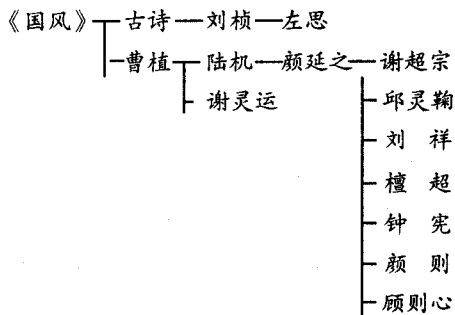 《国风》 古诗 刘桢 左思
曹植 陆机 颜延之 谢超宗
谢灵运 邱灵鞠
刘 祥
檀 超
钟 宪
颜 则
顾则心